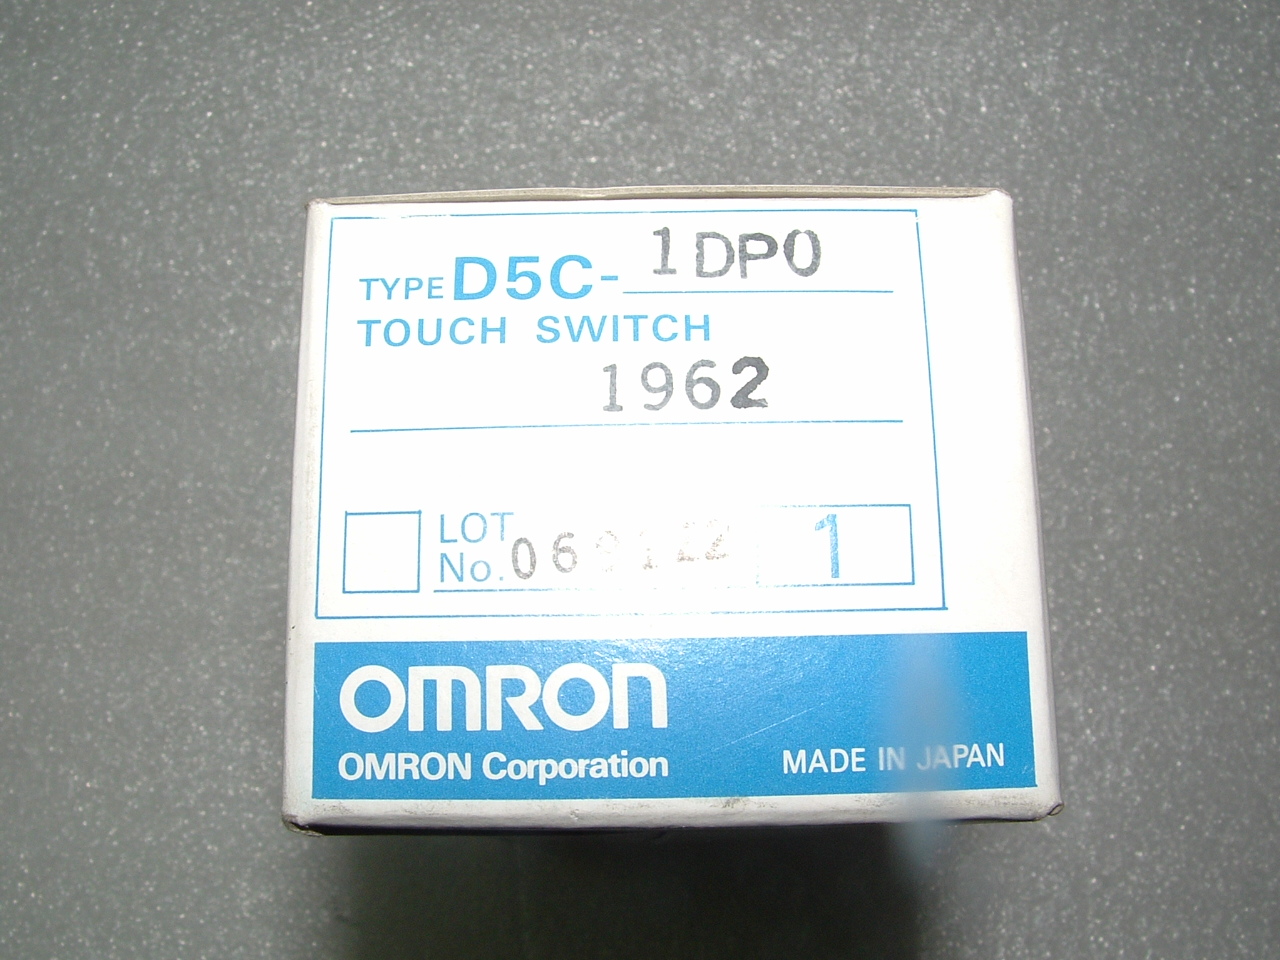 TYPE D5C-1DP0
TOUCH SWITCH
1962
LOT No. 1
OMRON
OMRON Corporation MADE IN JAPAN